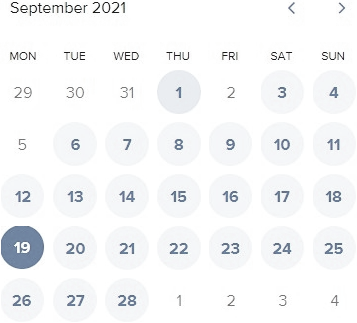 September 2021
MON TUE WED THU FRI SAT SUN
29 30 31 1 2 3 4
5 6 7 8 9 10 11
12 13 14 15 16 17 18
19 20 21 22 23 24 25
26 27 28 1 2 3 4